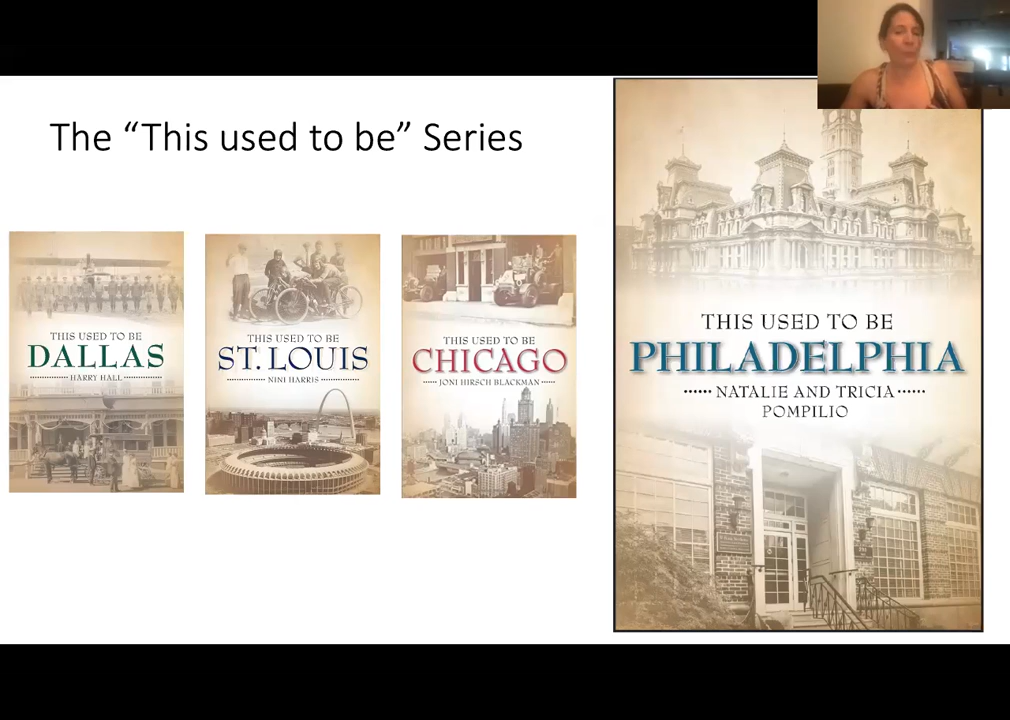 The “This used to be” Series
THIS USED TO BE
DALLAS
HARRY HALL
THIS USED TO BE
ST. LOUIS
NINI HARRIS
THIS USED TO BE
CHICAGO
JONI HIRSCH BLACKMAN
THIS USED TO BE
PHILADELPHIA
NATALIE AND TRICIA
POMPILIO